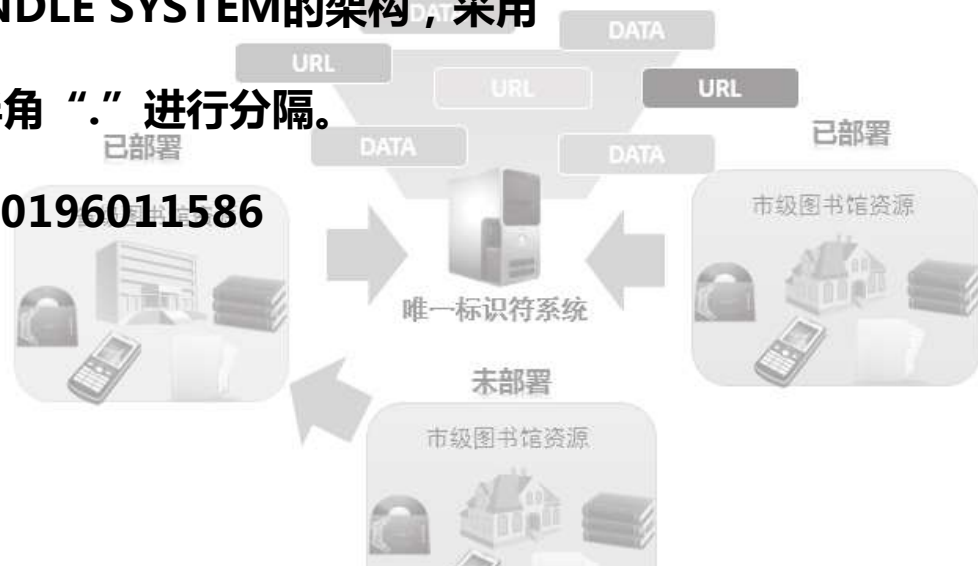 NDLE SYSTEM的架构，采用
DATA
DATA
URL
URL
URL
角“.”进行分隔。
已部署
DATA
DATA
已部署
0196011586
市级图书馆资源
唯一标识符系统
未部署
市级图书馆资源